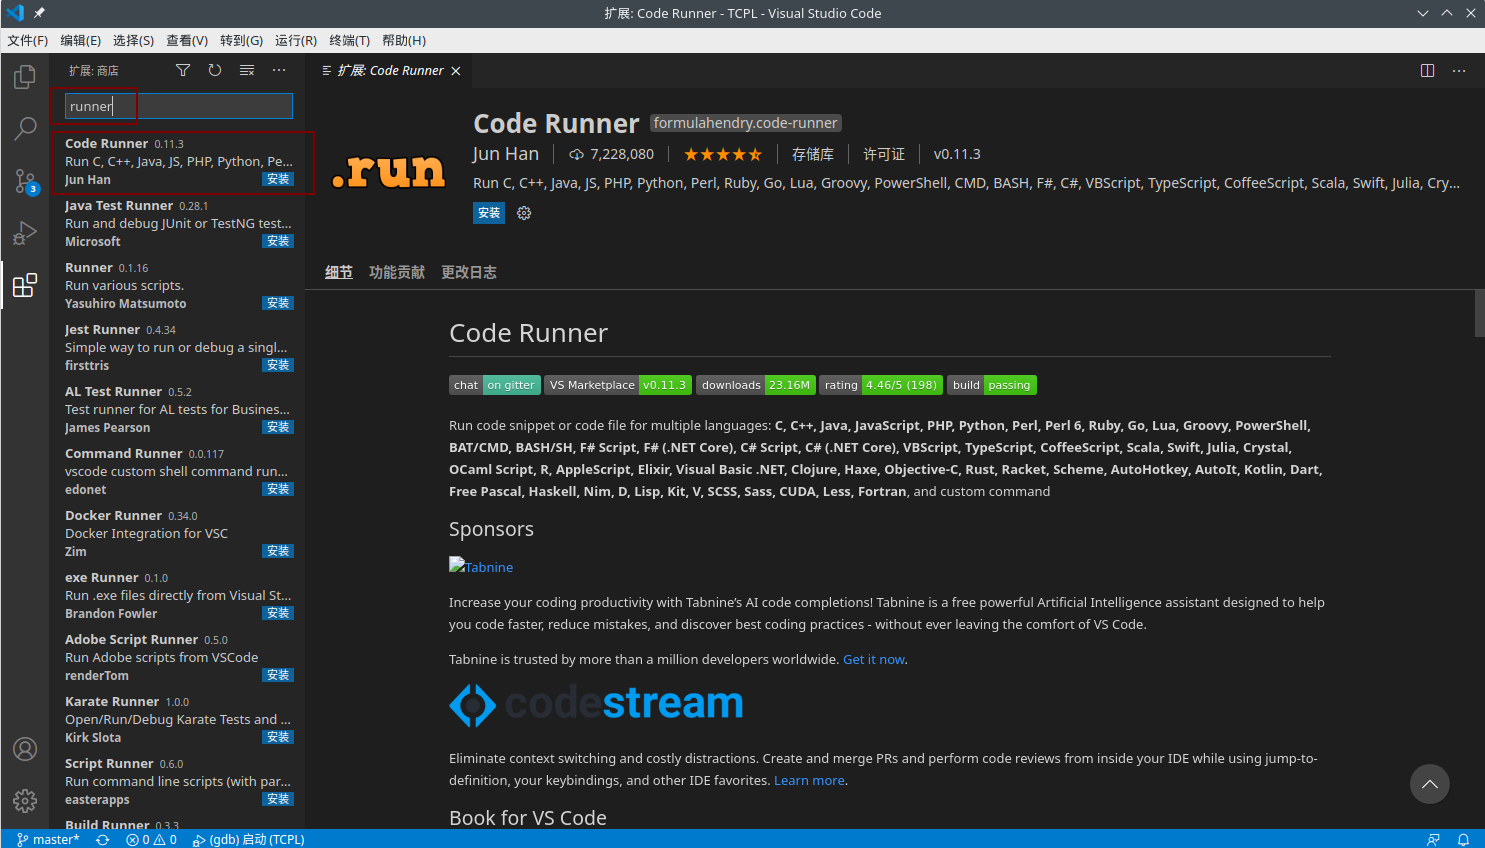 扩展: Code Runner - TCPL - Visual Studio Code
文件(F) 编辑(E) 选择(S) 查看(V) 转到(G) 运行(R) 终端(T) 帮助(H)
扩展: 商店
runner
Code Runner 0.11.3
Run C, C++, Java, JS, PHP, Python, Pe...
Jun Han 安装
Java Test Runner 0.28.1
Run and debug JUnit or TestNG test...
Microsoft 安装
Runner 0.1.16
Run various scripts.
Yasuhiro Matsumoto 安装
Jest Runner 0.4.34
Simple way to run or debug a singl...
firsttris 安装
AL Test Runner 0.5.2
Test runner for AL tests for Busines...
James Pearson 安装
Command Runner 0.0.117
vscode custom shell command run...
edonet 安装
Docker Runner 0.34.0
Docker Integration for VSC
Zim 安装
exe Runner 0.1.0
Run .exe files directly from Visual St...
Brandon Fowler 安装
Adobe Script Runner 0.5.0
Run Adobe scripts from VSCode
renderTom 安装
Karate Runner 1.0.0
Open/Run/Debug Karate Tests and ...
Kirk Slota 安装
Script Runner 0.6.0
Run command line scripts (with par...
easterapps 安装
Build Runner 0.3.3
3
扩展: Code Runner
.run
Code Runner formulahendry.code-runner
Jun Han 7,228,080 存储库 许可证 v0.11.3
Run C, C++, Java, JS, PHP, Python, Perl, Ruby, Go, Lua, Groovy, PowerShell, CMD, BASH, F#, C#, VBScript, TypeScript, CoffeeScript, Scala, Swift, Julia, Cry...
安装
细节 功能贡献 更改日志
Code Runner
chat on gitter VS Marketplace v0.11.3 downloads 23.16M rating 4.46/5 (198) build passing
Run code snippet or code file for multiple languages: C, C++, Java, JavaScript, PHP, Python, Perl, Perl 6, Ruby, Go, Lua, Groovy, PowerShell,
BAT/CMD, BASH/SH, F# Script, F# (.NET Core), C# Script, C# (.NET Core), VBScript, TypeScript, CoffeeScript, Scala, Swift, Julia, Crystal,
OCaml Script, R, AppleScript, Elixir, Visual Basic .NET, Clojure, Haxe, Objective-C, Rust, Racket, Scheme, AutoHotkey, AutoIt, Kotlin, Dart,
Free Pascal, Haskell, Nim, D, Lisp, Kit, V, SCSS, Sass, CUDA, Less, Fortran, and custom command
Sponsors
Tabnine
Increase your coding productivity with Tabnine’s AI code completions! Tabnine is a free powerful Artificial Intelligence assistant designed to help
you code faster, reduce mistakes, and discover best coding practices - without ever leaving the comfort of VS Code.
Tabnine is trusted by more than a million developers worldwide. Get it now.
codestream
Eliminate context switching and costly distractions. Create and merge PRs and perform code reviews from inside your IDE while using jump-to-
definition, your keybindings, and other IDE favorites. Learn more.
Book for VS Code
master* 0 0 (gdb) 启动 (TCPL)